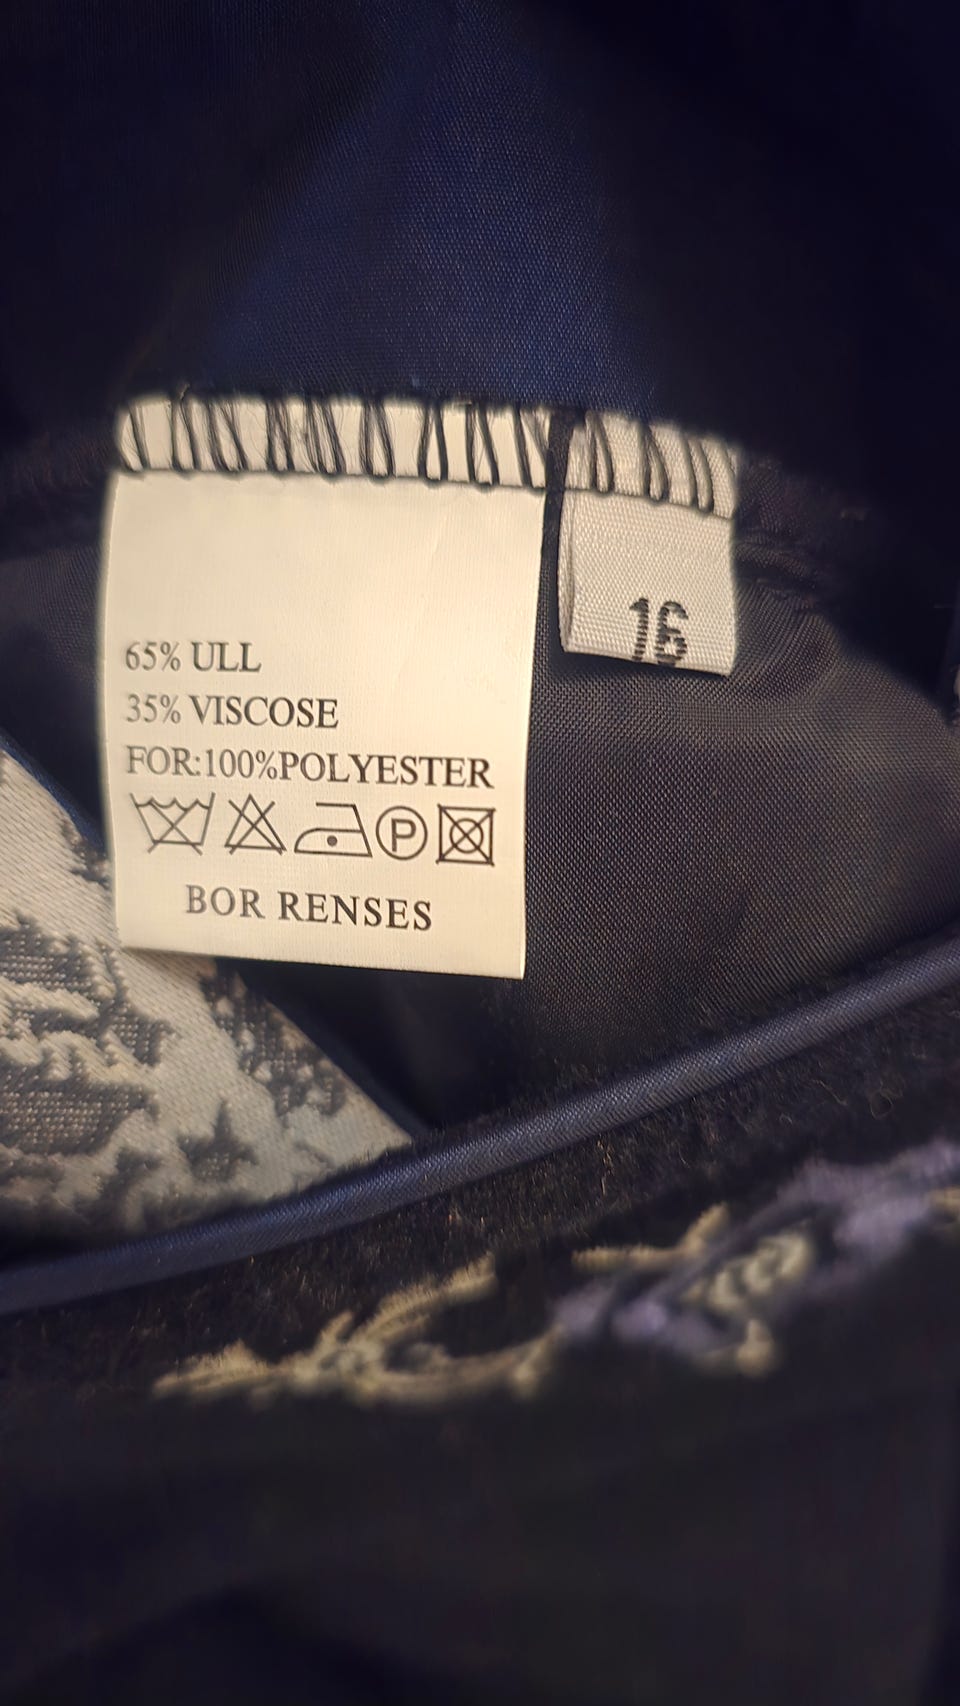 65% ULL
35% VISCOSE
FOR:100%POLYESTER
P
BOR RENSES
16